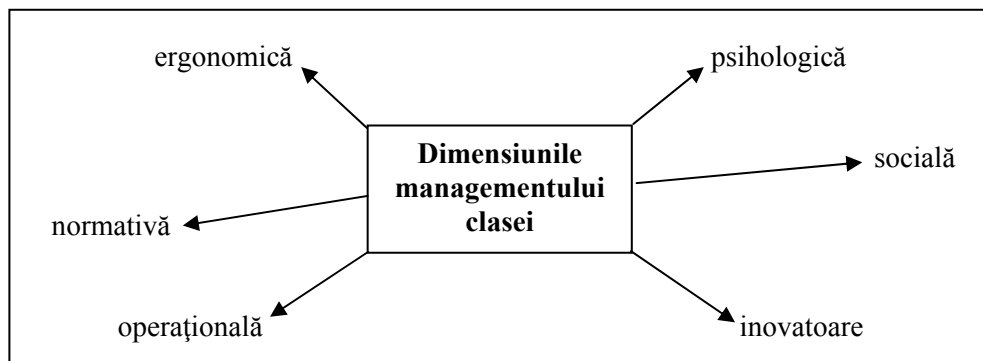 ergonomică
psihologică
Dimensiunile
managementului
clasei
socială
normativă
operaţională
inovatoare